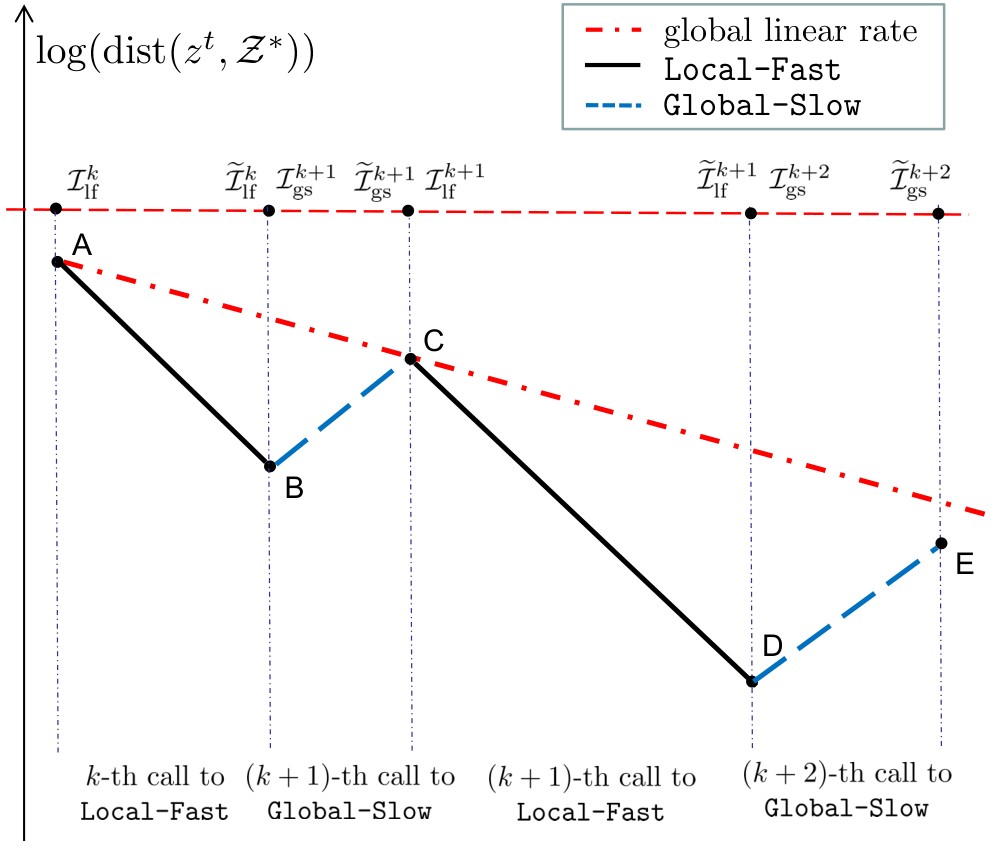 log(dist(z^t, 𝒵^*))
global linear rate
Local-Fast
Global-Slow
ℐ_lf^k
ℐ̃_lf^k ℐ_gs^{k+1}
ℐ̃_gs^{k+1} ℐ_lf^{k+1}
ℐ̃_lf^{k+1} ℐ_gs^{k+2}
ℐ̃_gs^{k+2}
A
C
B
E
D
k-th call to
Local-Fast
(k + 1)-th call to
Global-Slow
(k + 1)-th call to
Local-Fast
(k + 2)-th call to
Global-Slow